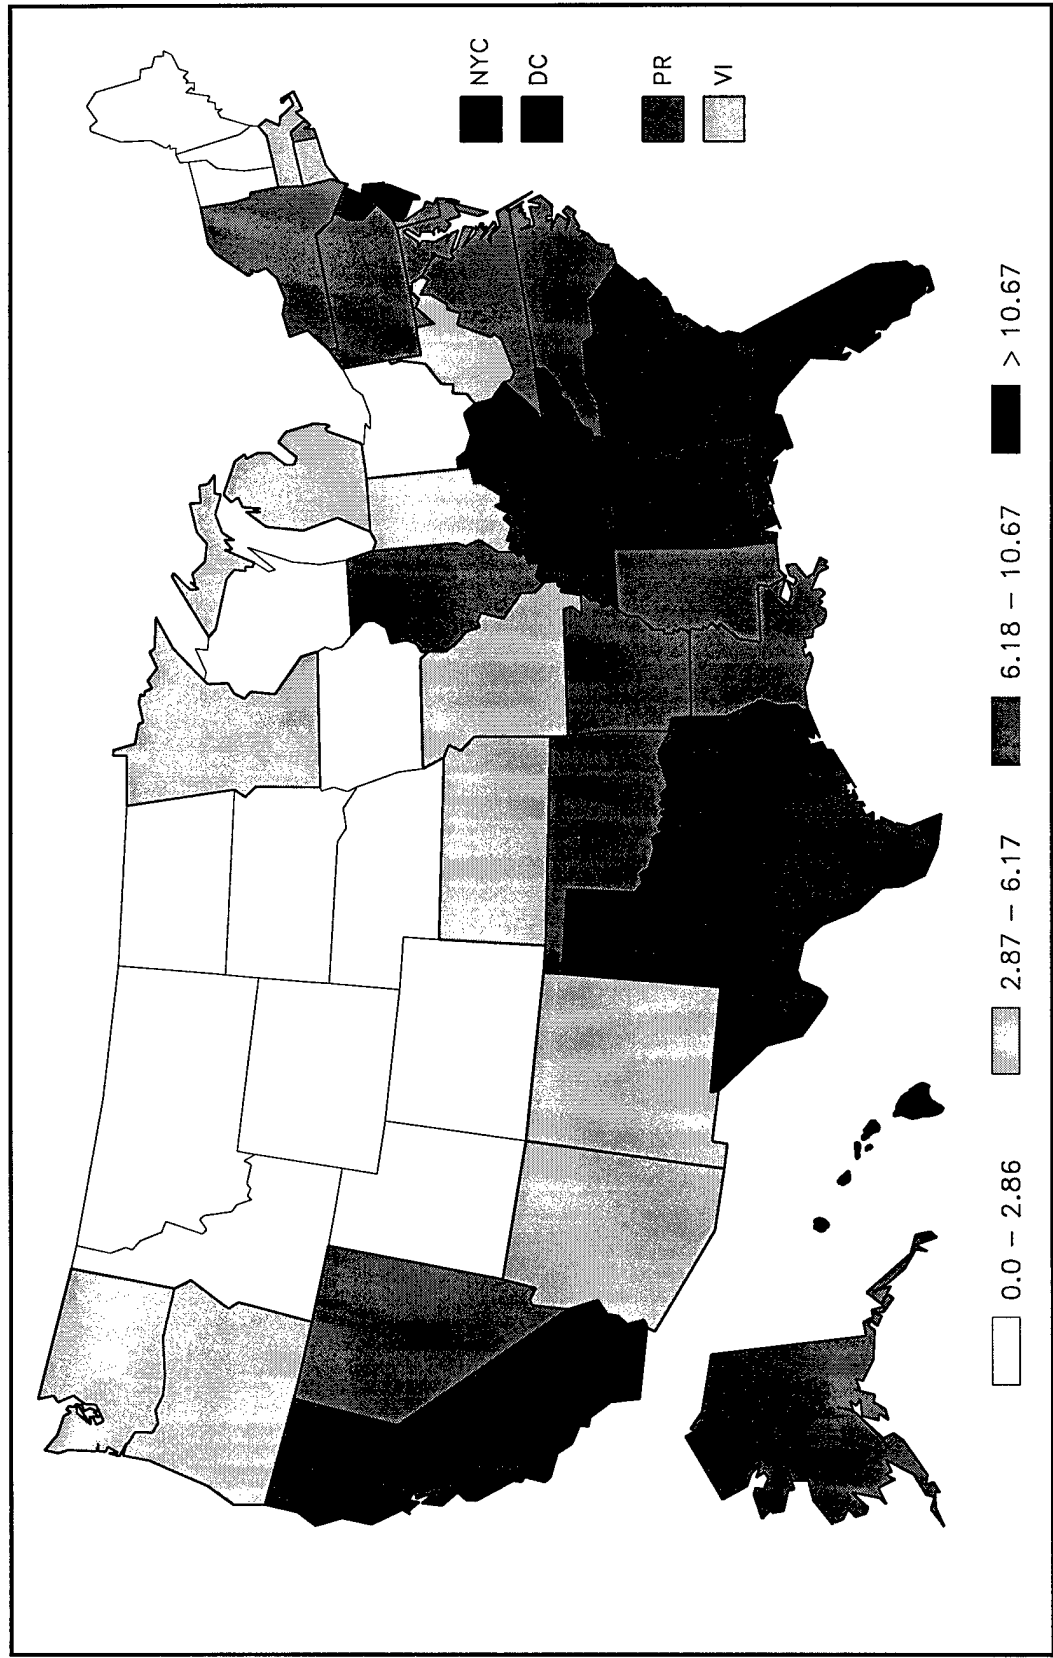 NYC
DC
PR
VI
0.0 – 2.86
2.87 – 6.17
6.18 – 10.67
> 10.67